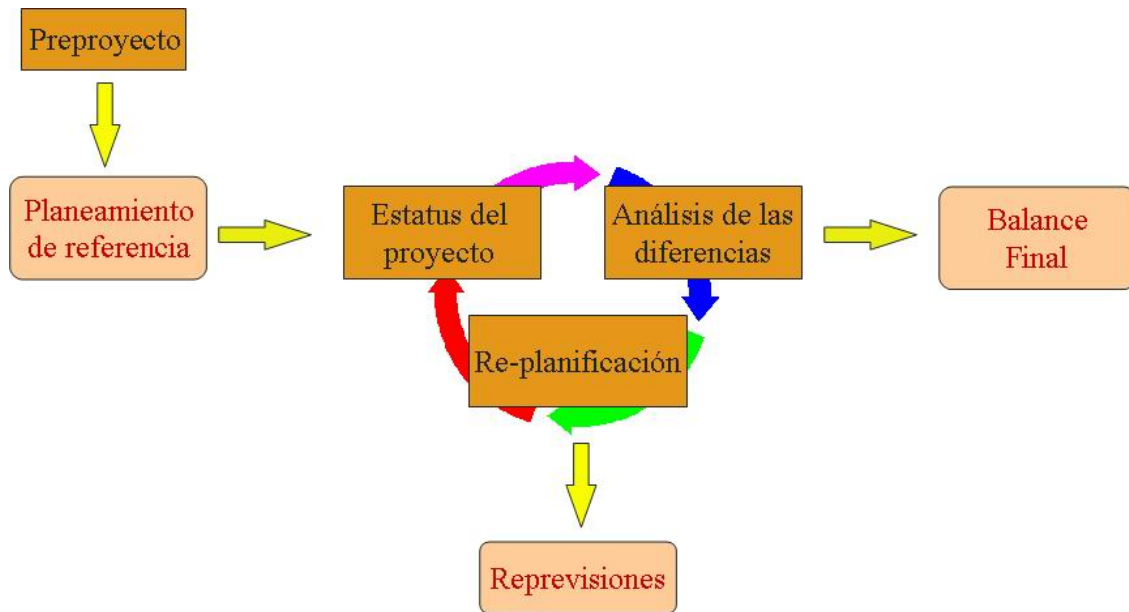 Preproyecto
Planeamiento
de referencia
Estatus del
proyecto
Análisis de las
diferencias
Balance
Final
Re-planificación
Reprevisiones